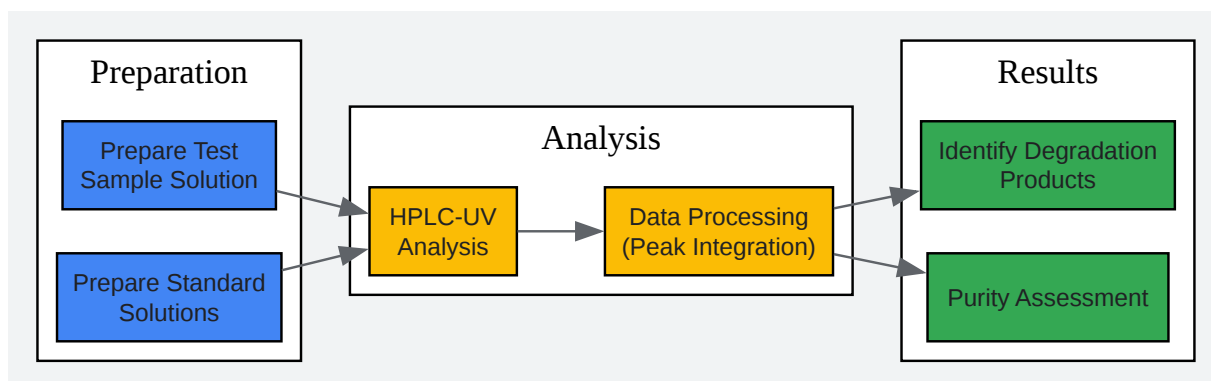 Preparation
Prepare Test
Sample Solution
Prepare Standard
Solutions
Analysis
HPLC-UV
Analysis
Data Processing
(Peak Integration)
Results
Identify Degradation
Products
Purity Assessment